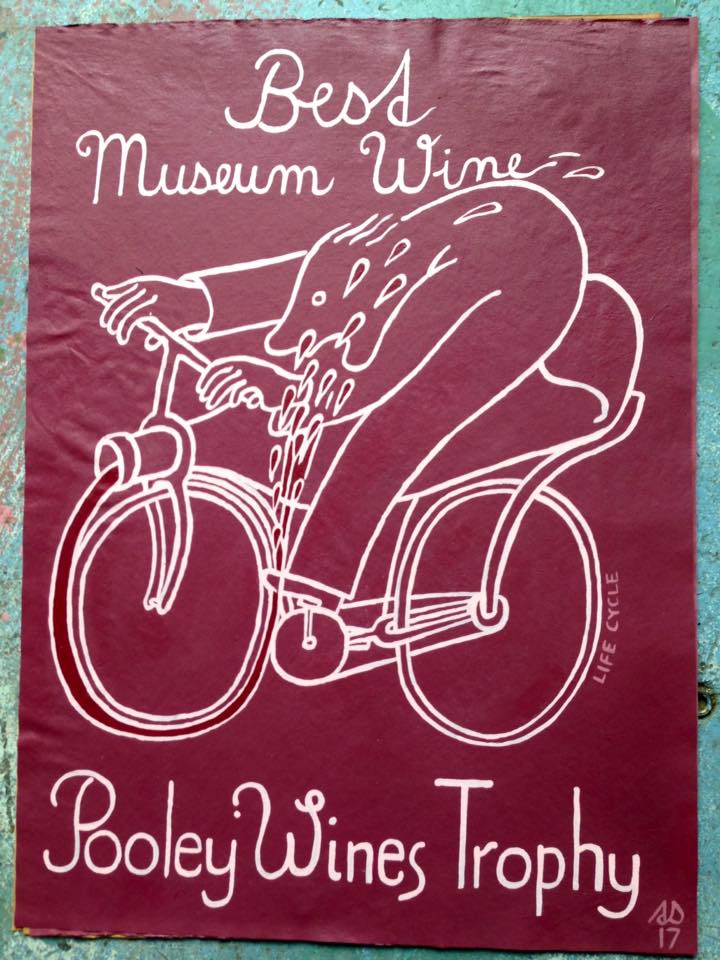 Best
Museum Wine
LIFE CYCLE
Pooley Wines Trophy
AD
17